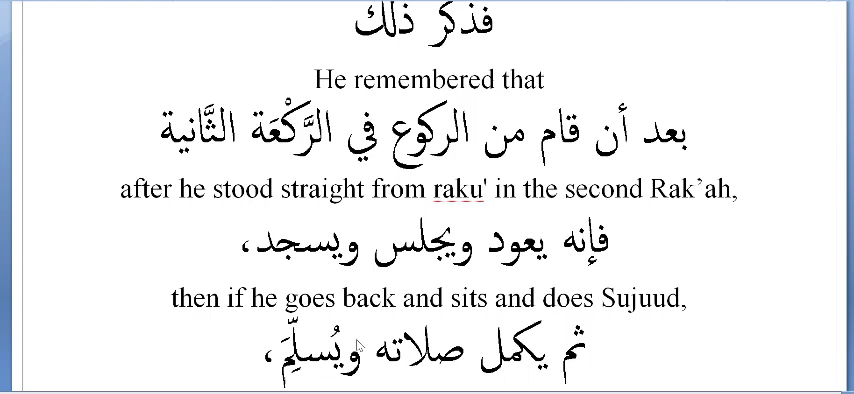 فذكر ذلك
He remembered that
بعد أن قام من الركوع في الرَّكْعَة الثَّانية
after he stood straight from raku' in the second Rak’ah,
فإنه يعود ويجلس ويسجد،
then if he goes back and sits and does Sujuud,
ثم يكمل صلاته ويُسلِّمَ،